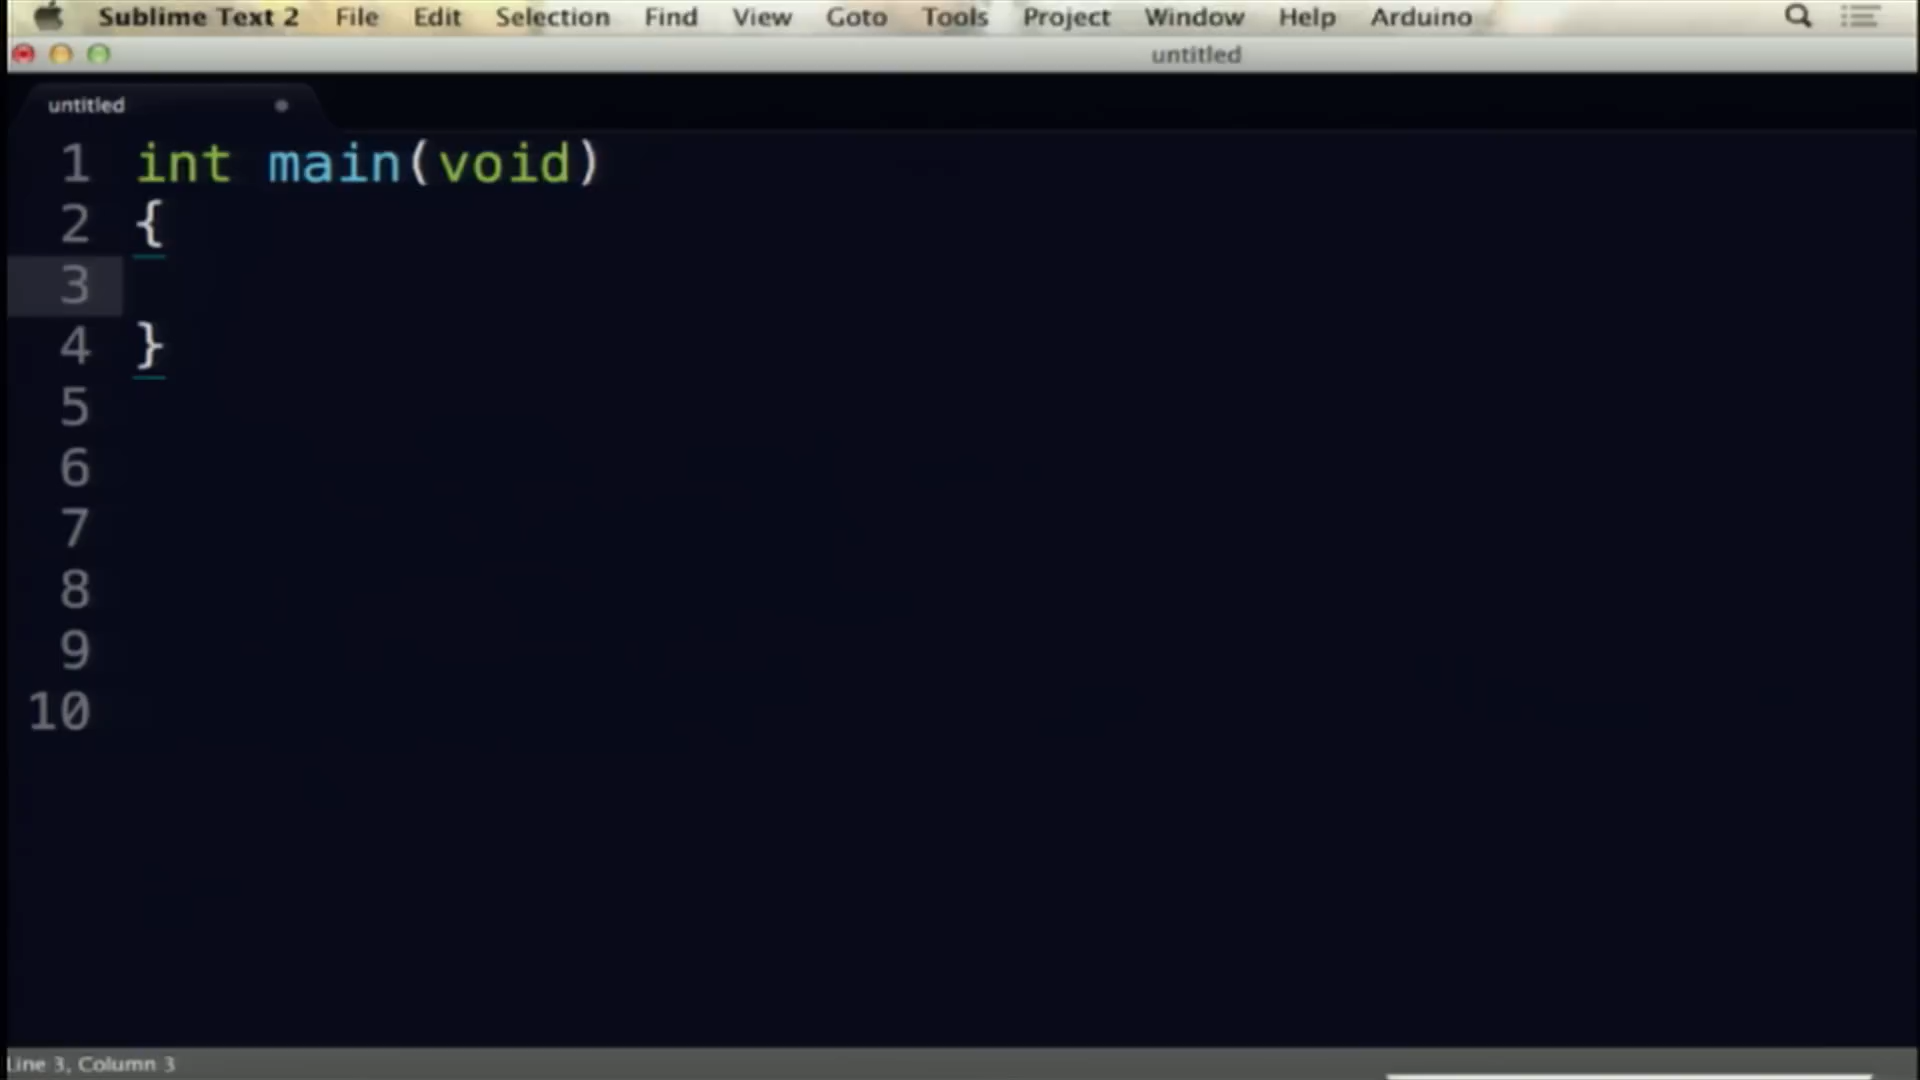 Sublime Text 2 File Edit Selection Find View Goto Tools Project Window Help Arduino
untitled
untitled
1 int main(void)
2 {
3
4 }
5
6
7
8
9
10
Line 3, Column 3